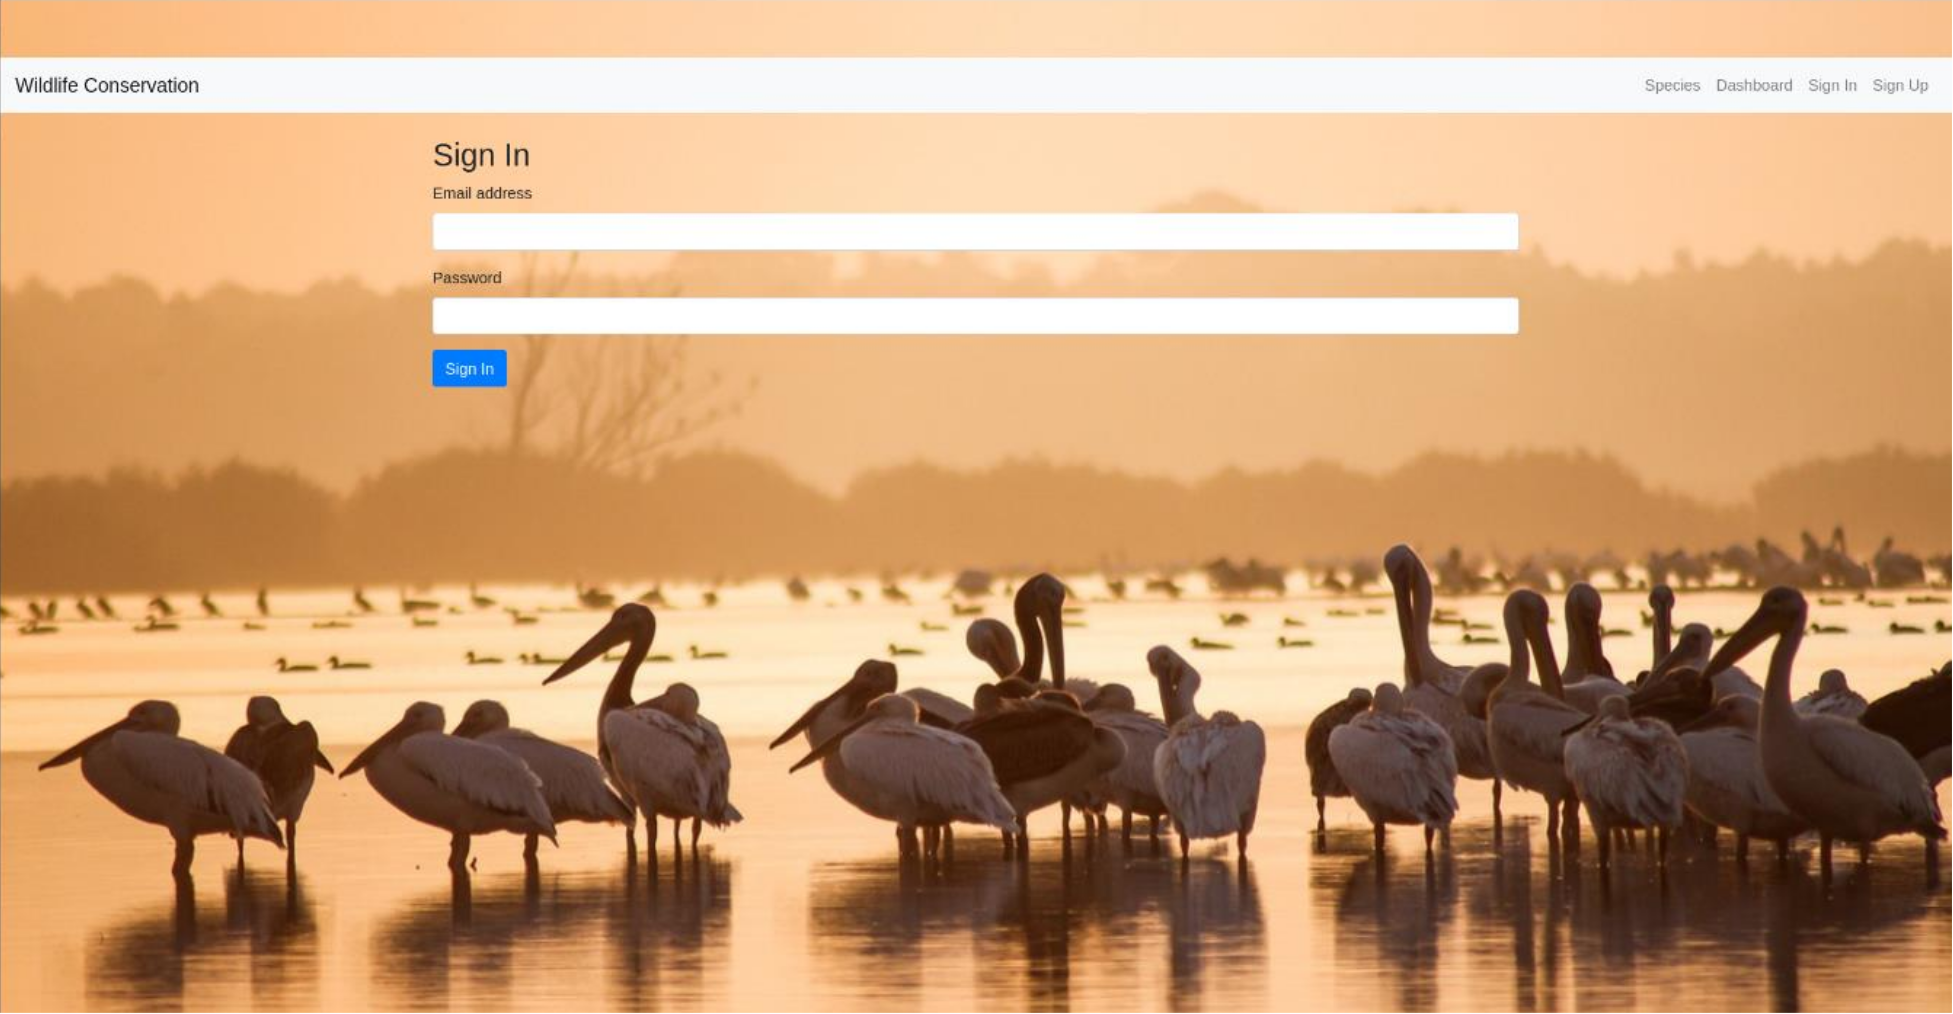 Wildlife Conservation
Species Dashboard Sign In Sign Up
Sign In
Email address
Password
Sign In